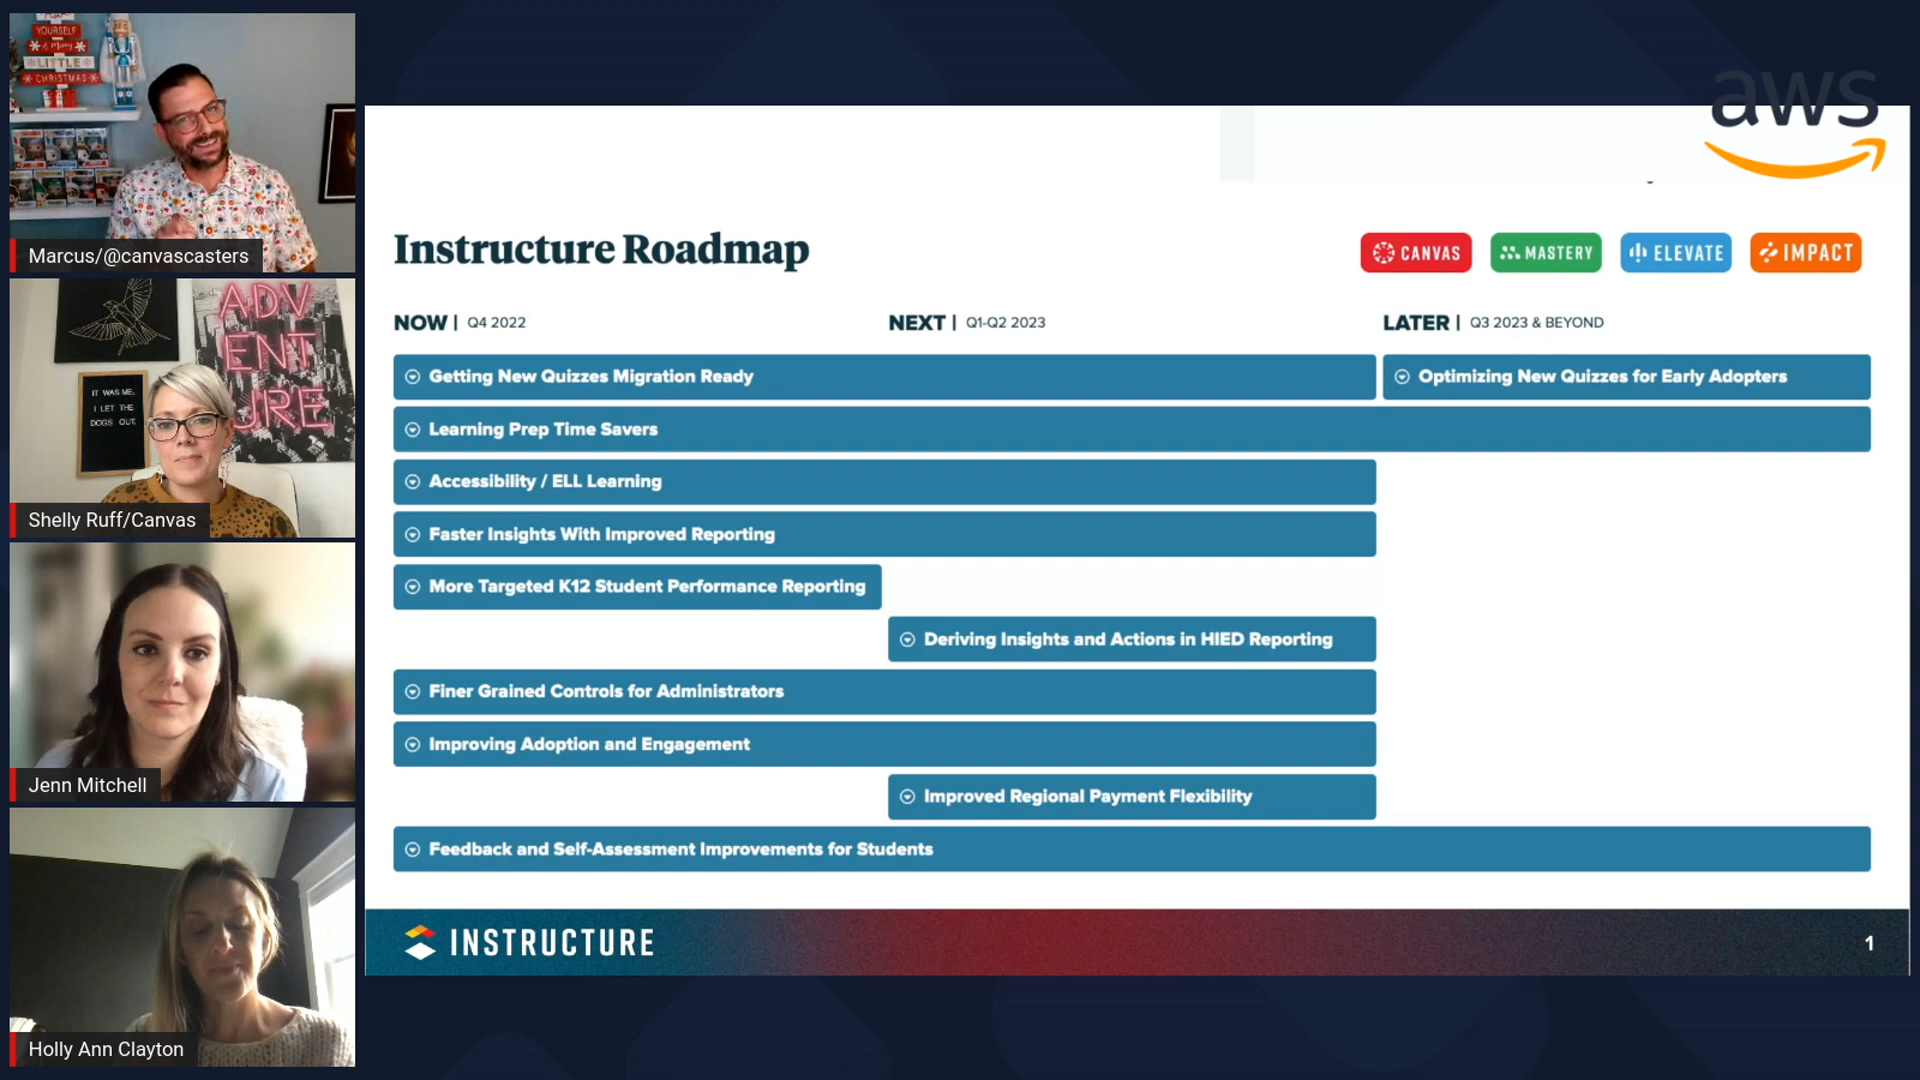 YOURSELF
A Merry
LITTLE
CHRISTMAS
Marcus/@canvascasters
ADV
ENT
URE
IT WAS ME.
I LET THE
DOGS OUT.
Shelly Ruff/Canvas
Jenn Mitchell
Holly Ann Clayton
aws
Instructure Roadmap
CANVAS
MASTERY
ELEVATE
IMPACT
NOW | Q4 2022
NEXT | Q1-Q2 2023
LATER | Q3 2023 & BEYOND
Getting New Quizzes Migration Ready
Optimizing New Quizzes for Early Adopters
Learning Prep Time Savers
Accessibility / ELL Learning
Faster Insights With Improved Reporting
More Targeted K12 Student Performance Reporting
Deriving Insights and Actions in HIED Reporting
Finer Grained Controls for Administrators
Improving Adoption and Engagement
Improved Regional Payment Flexibility
Feedback and Self-Assessment Improvements for Students
INSTRUCTURE
1